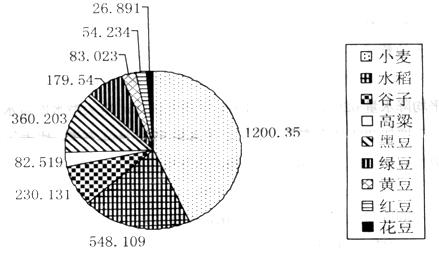 26.891
54.234
83.023
179.54
360.203
82.519
230.131
548.109
1200.35
小麦
水稻
谷子
高粱
黑豆
绿豆
黄豆
红豆
花豆